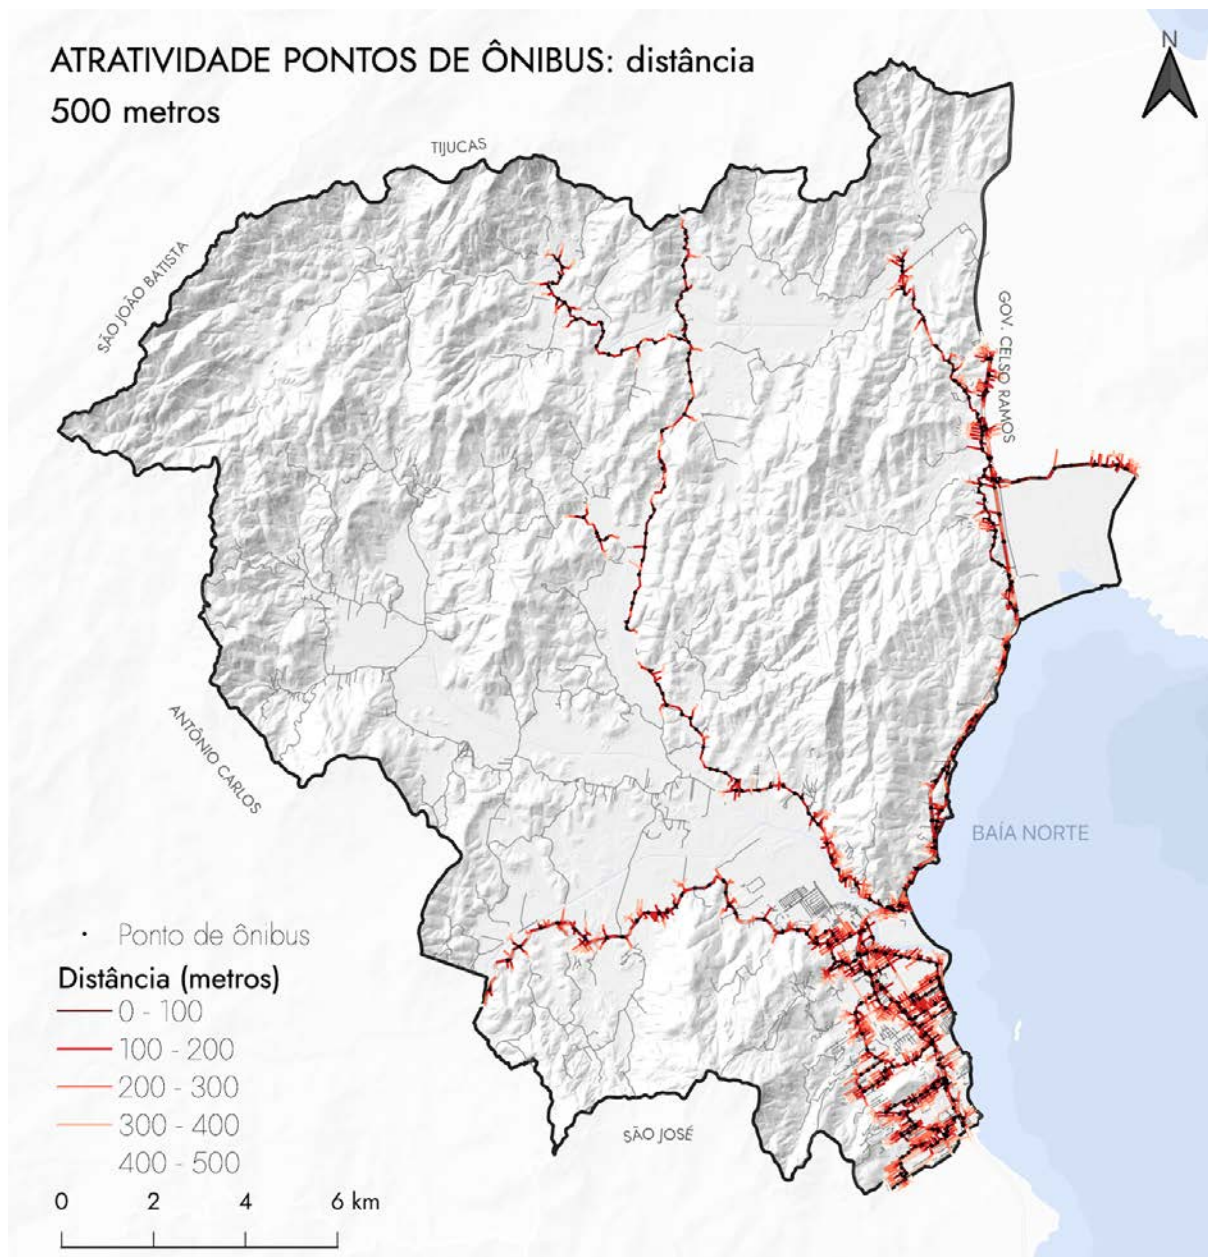 ATRATIVIDADE PONTOS DE ÔNIBUS: distância
500 metros
N
TIJUCAS
SÃO JOÃO BATISTA
GOV. CELSO RAMOS
ANTÔNIO CARLOS
BAÍA NORTE
SÃO JOSÉ
Ponto de ônibus
Distância (metros)
0 - 100
100 - 200
200 - 300
300 - 400
400 - 500
0 2 4 6 km